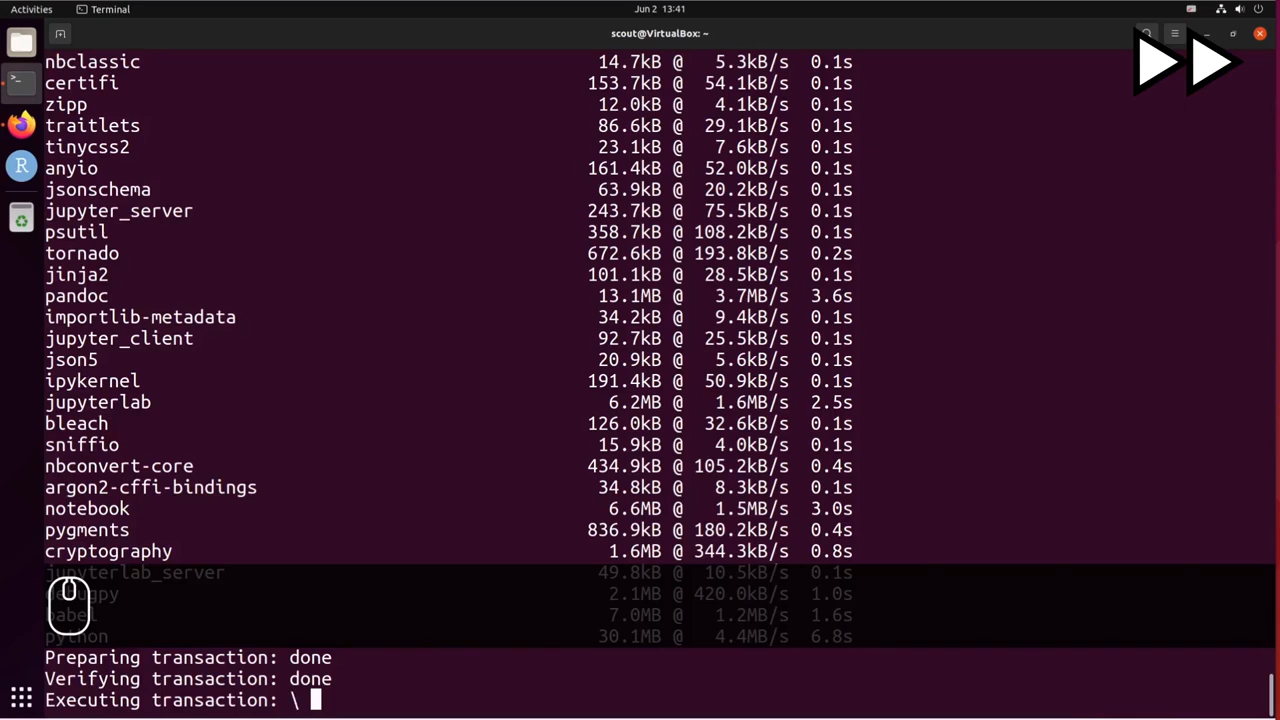 Activities Terminal Jun 2 13:41
scout@VirtualBox: ~
nbclassic 14.7kB @ 5.3kB/s 0.1s
certifi 153.7kB @ 54.1kB/s 0.1s
zipp 12.0kB @ 4.1kB/s 0.1s
traitlets 86.6kB @ 29.1kB/s 0.1s
tinycss2 23.1kB @ 7.6kB/s 0.1s
anyio 161.4kB @ 52.0kB/s 0.1s
jsonschema 63.9kB @ 20.2kB/s 0.1s
jupyter_server 243.7kB @ 75.5kB/s 0.1s
psutil 358.7kB @ 108.2kB/s 0.1s
tornado 672.6kB @ 193.8kB/s 0.2s
jinja2 101.1kB @ 28.5kB/s 0.1s
pandoc 13.1MB @ 3.7MB/s 3.6s
importlib-metadata 34.2kB @ 9.4kB/s 0.1s
jupyter_client 92.7kB @ 25.5kB/s 0.1s
json5 20.9kB @ 5.6kB/s 0.1s
ipykernel 191.4kB @ 50.9kB/s 0.1s
jupyterlab 6.2MB @ 1.6MB/s 2.5s
bleach 126.0kB @ 32.6kB/s 0.1s
sniffio 15.9kB @ 4.0kB/s 0.1s
nbconvert-core 434.9kB @ 105.2kB/s 0.4s
argon2-cffi-bindings 34.8kB @ 8.3kB/s 0.1s
notebook 6.6MB @ 1.5MB/s 3.0s
pygments 836.9kB @ 180.2kB/s 0.4s
cryptography 1.6MB @ 344.3kB/s 0.8s
jupyterlab_server 49.8kB @ 10.5kB/s 0.1s
debugpy 2.1MB @ 420.0kB/s 1.0s
babel 7.0MB @ 1.2MB/s 1.6s
python 30.1MB @ 4.4MB/s 6.8s
Preparing transaction: done
Verifying transaction: done
Executing transaction: \
R